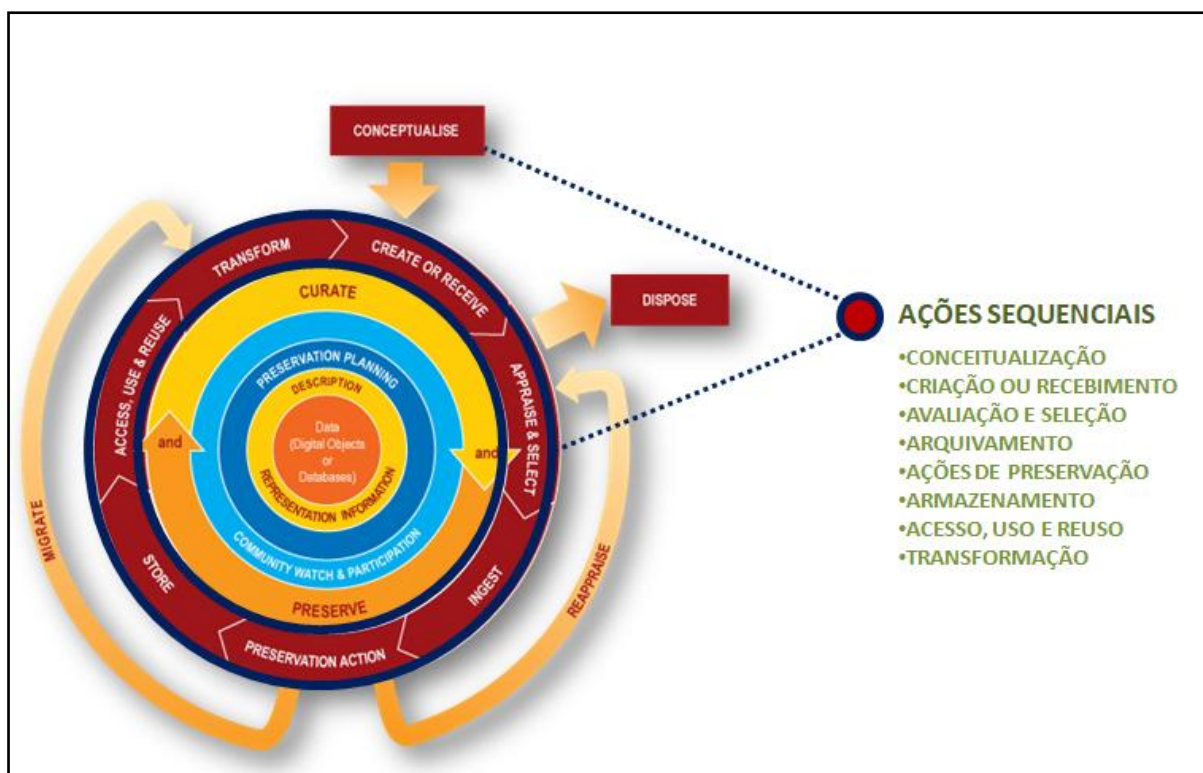 CONCEPTUALISE
TRANSFORM
CREATE OR RECEIVE
DISPOSE
CURATE
ACCESS, USE & REUSE
APPRAISE & SELECT
PRESERVATION PLANNING
DESCRIPTION
and
Data
(Digital Objects
or
Databases)
and
REPRESENTATION INFORMATION
COMMUNITY WATCH & PARTICIPATION
MIGRATE
STORE
INGEST
REAPPRAISE
PRESERVE
PRESERVATION ACTION
AÇÕES SEQUENCIAIS
•CONCEITUALIZAÇÃO
•CRIAÇÃO OU RECEBIMENTO
•AVALIAÇÃO E SELEÇÃO
•ARQUIVAMENTO
•AÇÕES DE PRESERVAÇÃO
•ARMAZENAMENTO
•ACESSO, USO E REUSO
•TRANSFORMAÇÃO